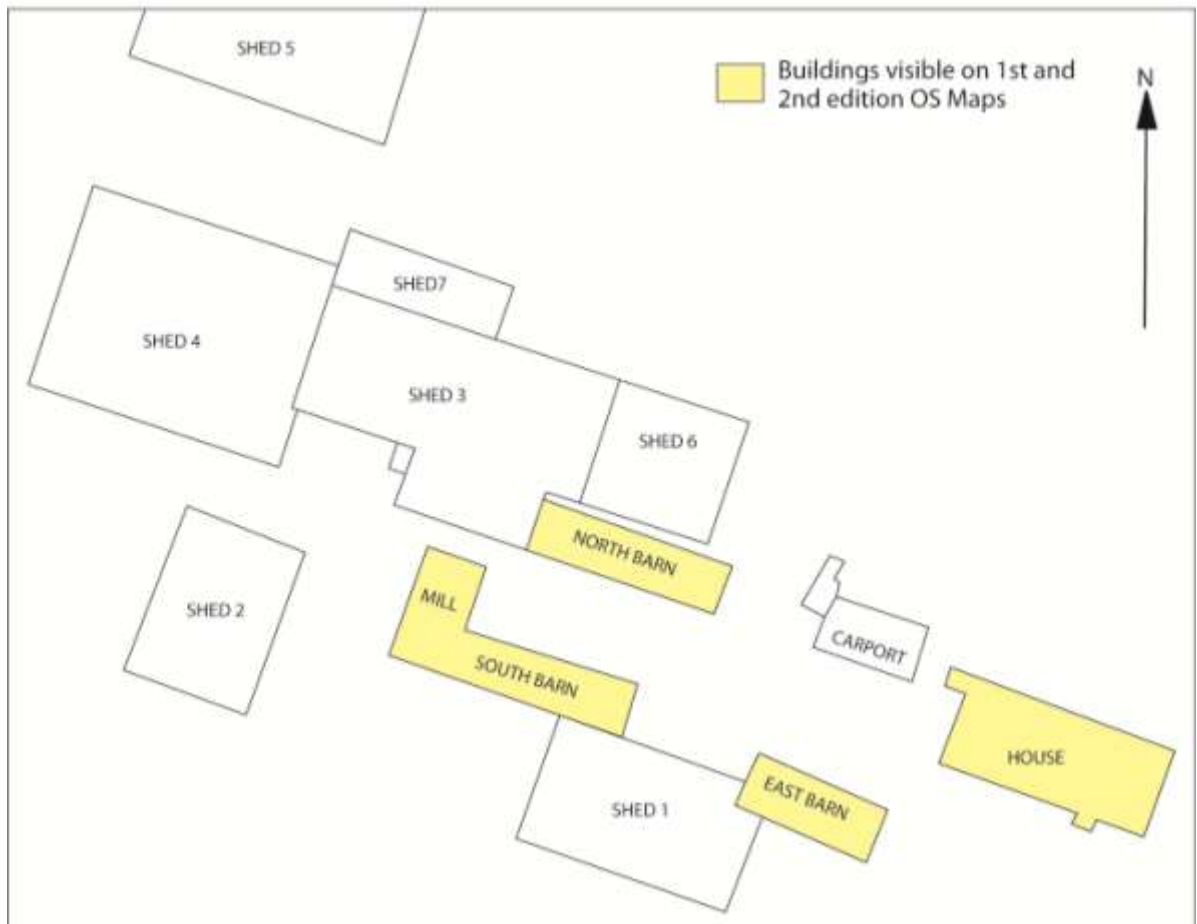 SHED 5
Buildings visible on 1st and
2nd edition OS Maps
N
SHED7
SHED 4
SHED 3
SHED 6
NORTH BARN
MILL
SHED 2
CARPORT
SOUTH BARN
HOUSE
EAST BARN
SHED 1